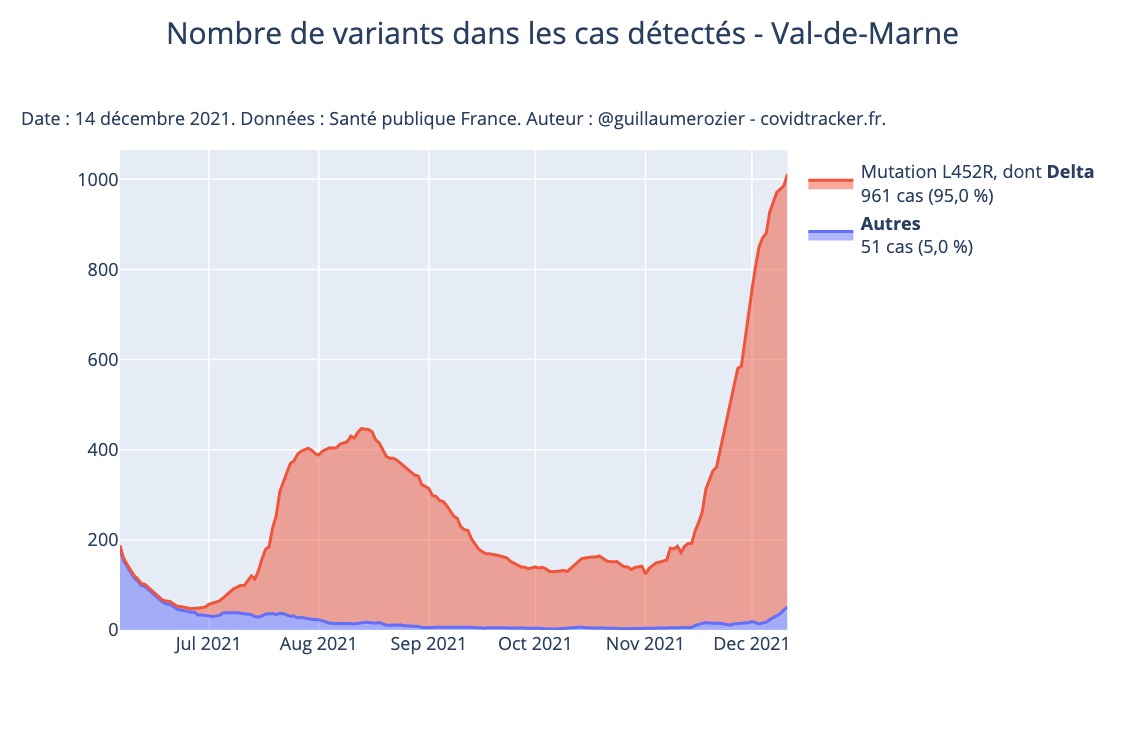 Nombre de variants dans les cas détectés - Val-de-Marne
Date : 14 décembre 2021. Données : Santé publique France. Auteur : @guillaumerozier - covidtracker.fr.
Mutation L452R, dont Delta
961 cas (95,0 %)
Autres
51 cas (5,0 %)
1000
800
600
400
200
0
Jul 2021
Aug 2021
Sep 2021
Oct 2021
Nov 2021
Dec 2021